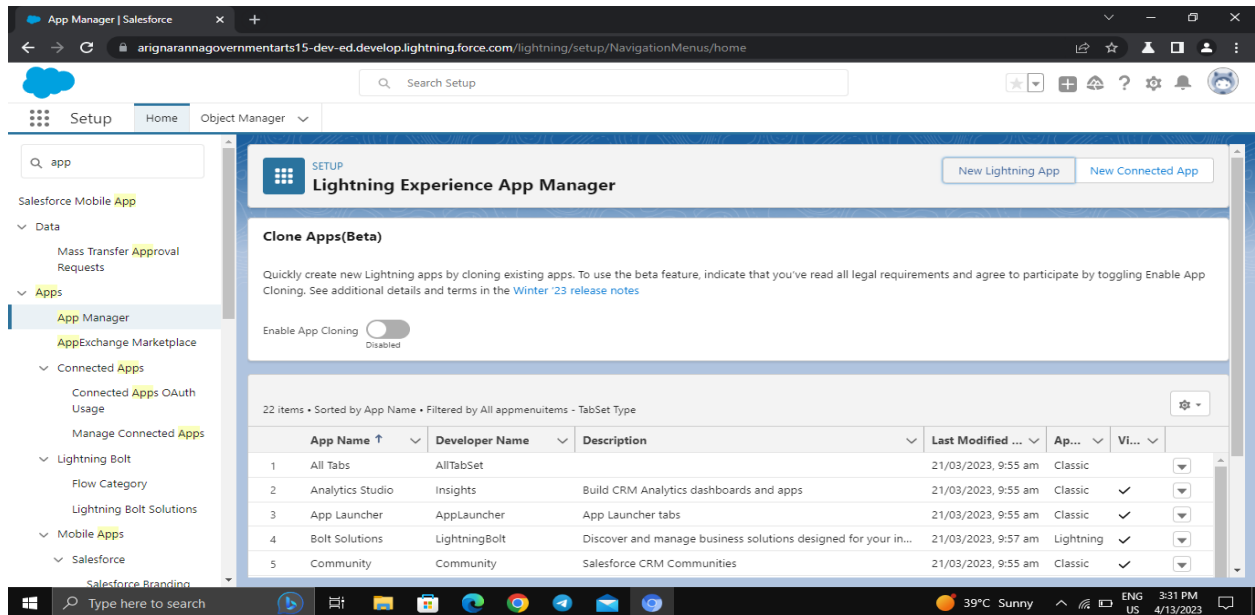 App Manager | Salesforce
arignarannagovernmentarts15-dev-ed.develop.lightning.force.com/lightning/setup/NavigationMenus/home
Search Setup
Setup Home Object Manager
app
Salesforce Mobile App
Data
Mass Transfer Approval
Requests
Apps
App Manager
AppExchange Marketplace
Connected Apps
Connected Apps OAuth
Usage
Manage Connected Apps
Lightning Bolt
Flow Category
Lightning Bolt Solutions
Mobile Apps
Salesforce
Salesforce Branding
SETUP
Lightning Experience App Manager
New Lightning App New Connected App
Clone Apps(Beta)
Quickly create new Lightning apps by cloning existing apps. To use the beta feature, indicate that you've read all legal requirements and agree to participate by toggling Enable App
Cloning. See additional details and terms in the Winter '23 release notes
Enable App Cloning
Disabled
22 items • Sorted by App Name • Filtered by All appmenuitems - TabSet Type
App Name ↑ Developer Name Description Last Modified ... Ap... Vi...
1 All Tabs AllTabSet 21/03/2023, 9:55 am Classic
2 Analytics Studio Insights Build CRM Analytics dashboards and apps 21/03/2023, 9:55 am Classic
3 App Launcher AppLauncher App Launcher tabs 21/03/2023, 9:55 am Classic
4 Bolt Solutions LightningBolt Discover and manage business solutions designed for your in... 21/03/2023, 9:57 am Lightning
5 Community Community Salesforce CRM Communities 21/03/2023, 9:55 am Classic
Type here to search
39°C Sunny
ENG
US
3:31 PM
4/13/2023